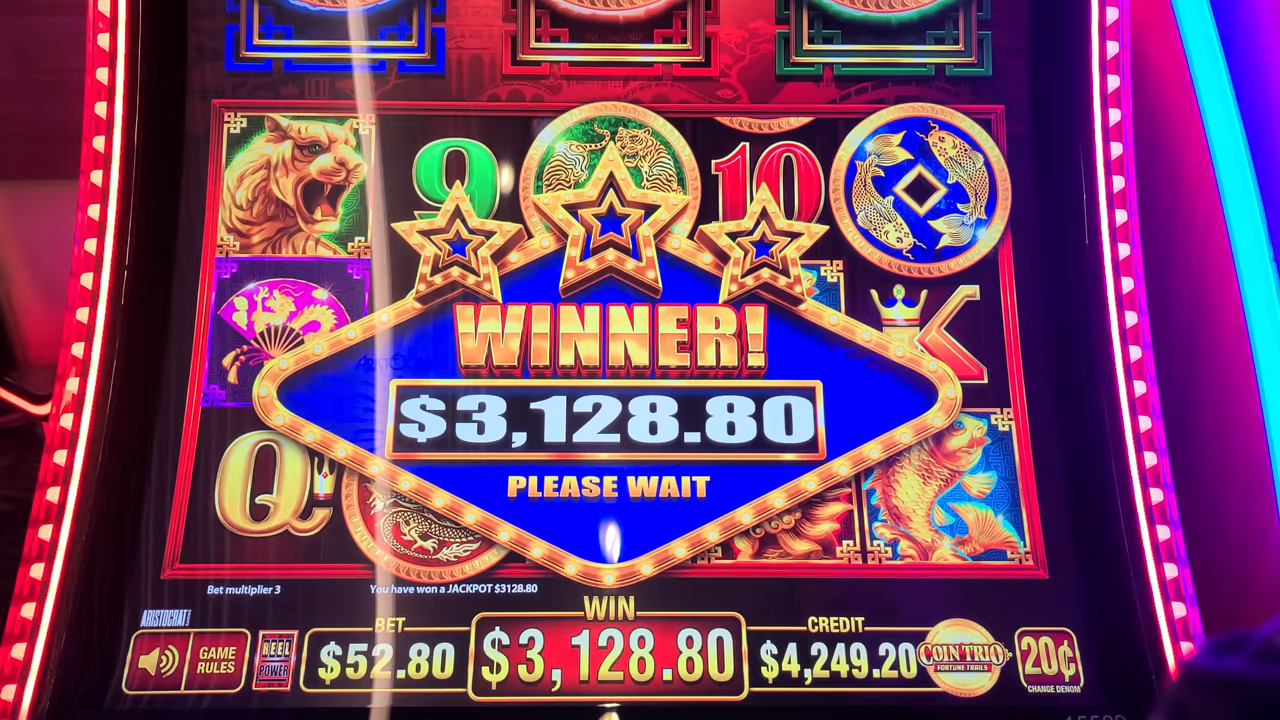 9
10
WINNER!
K
$3,128.80
Q
PLEASE WAIT
Bet multiplier 3
You have won a JACKPOT $3128.80
ARISTOCRAT
GAME RULES
REEL POWER
BET
$52.80
WIN
$3,128.80
CREDIT
$4,249.20
COIN TRIO
FORTUNE TRAILS
20¢
CHANGE DENOM